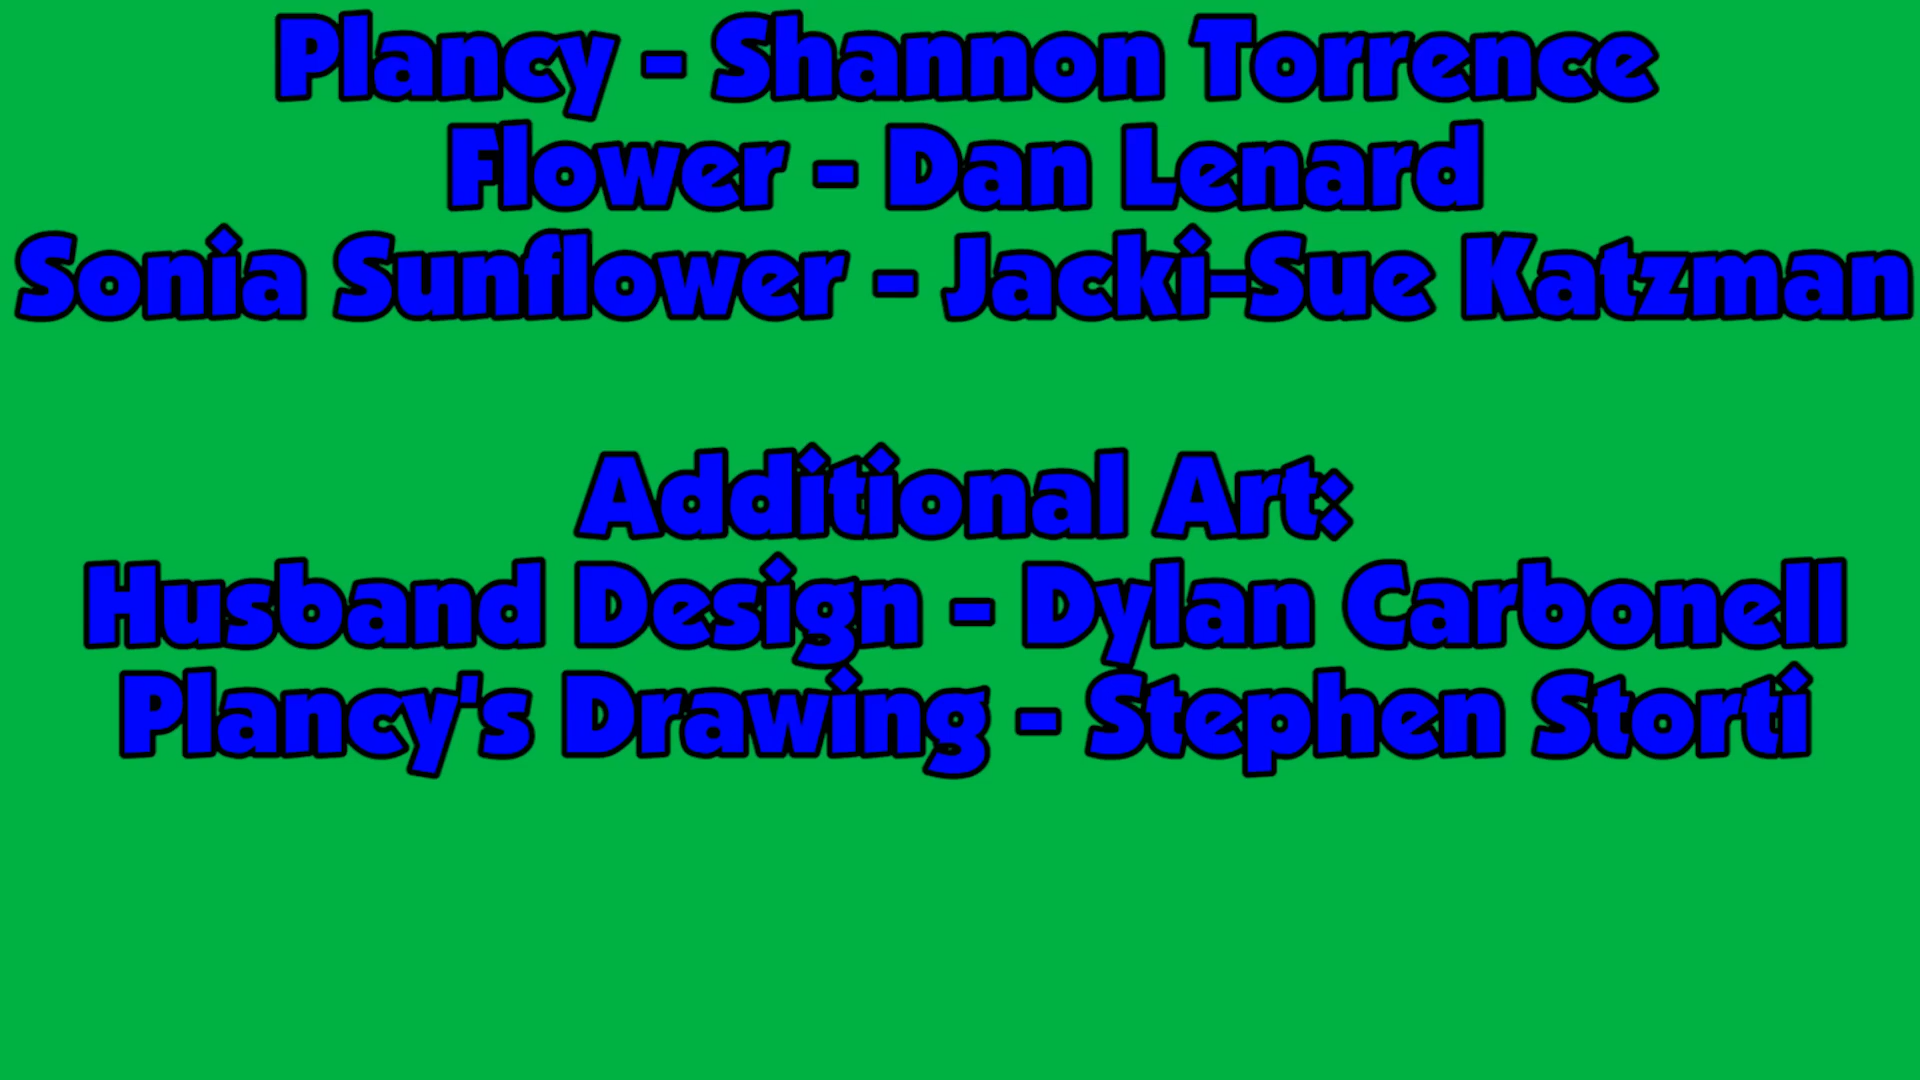 Plancy - Shannon Torrence
Flower - Dan Lenard
Sonia Sunflower - Jacki-Sue Katzman
Additional Art:
Husband Design - Dylan Carbonell
Plancy's Drawing - Stephen Storti